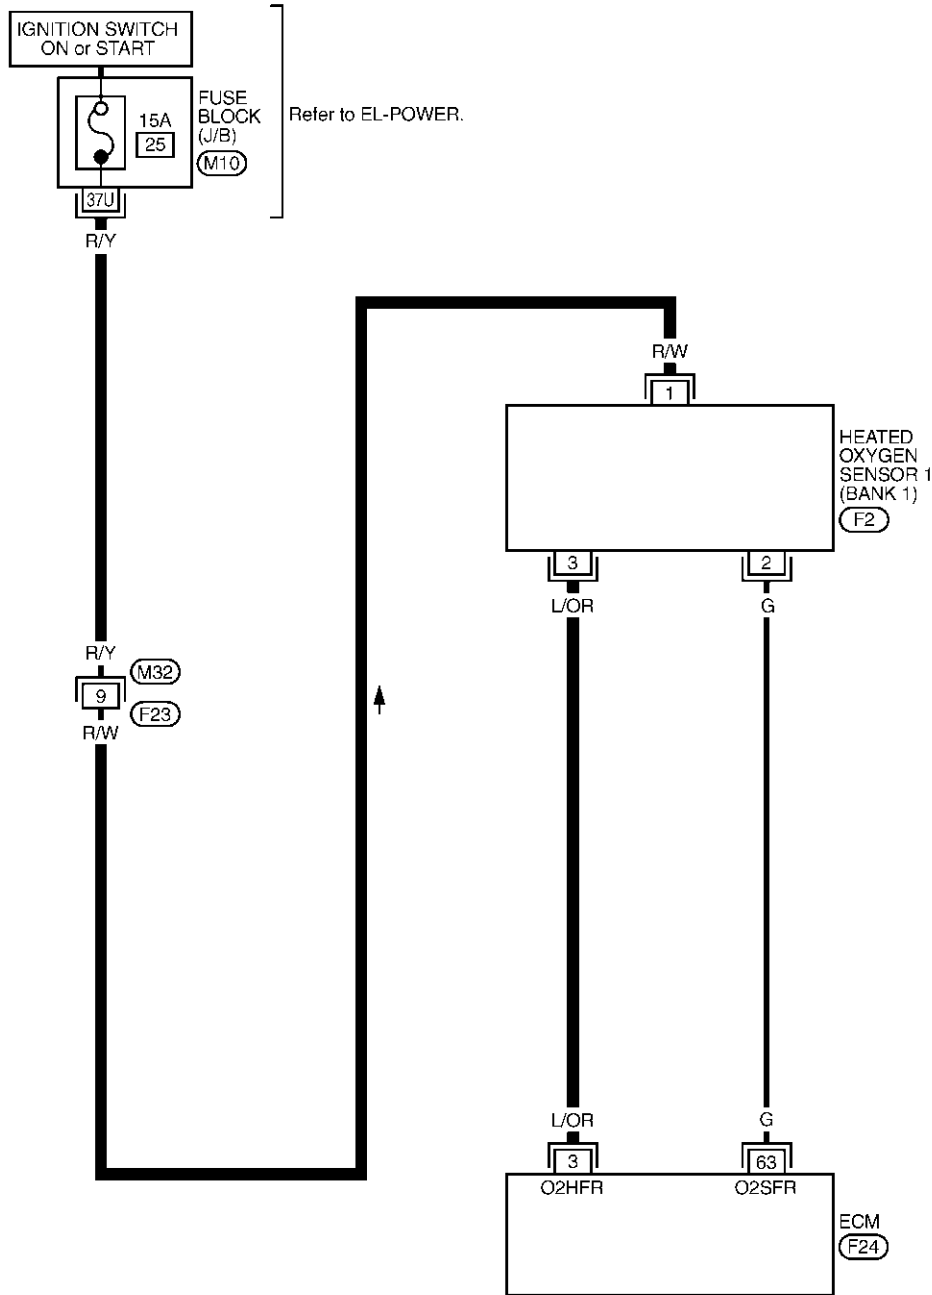 IGNITION SWITCH
ON or START
FUSE
BLOCK
(J/B)
M10
15A
25
Refer to EL-POWER.
37U
R/Y
R/W
1
HEATED
OXYGEN
SENSOR 1
(BANK 1)
F2
3
2
L/OR
G
R/Y
M32
9
F23
R/W
L/OR
G
3
63
O2HFR
O2SFR
ECM
F24